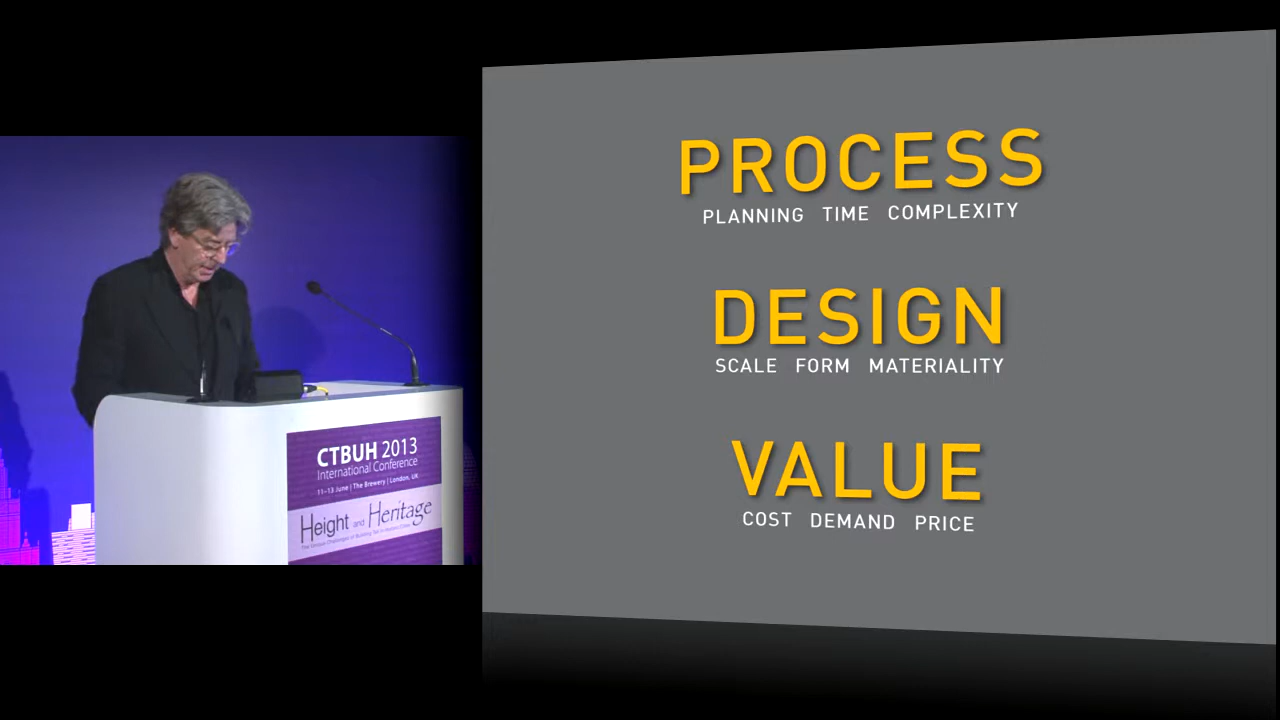 CTBUH 2013
International Conference
11-13 June | The Brewery | London, UK
Height and Heritage
PROCESS
PLANNING TIME COMPLEXITY
DESIGN
SCALE FORM MATERIALITY
VALUE
COST DEMAND PRICE